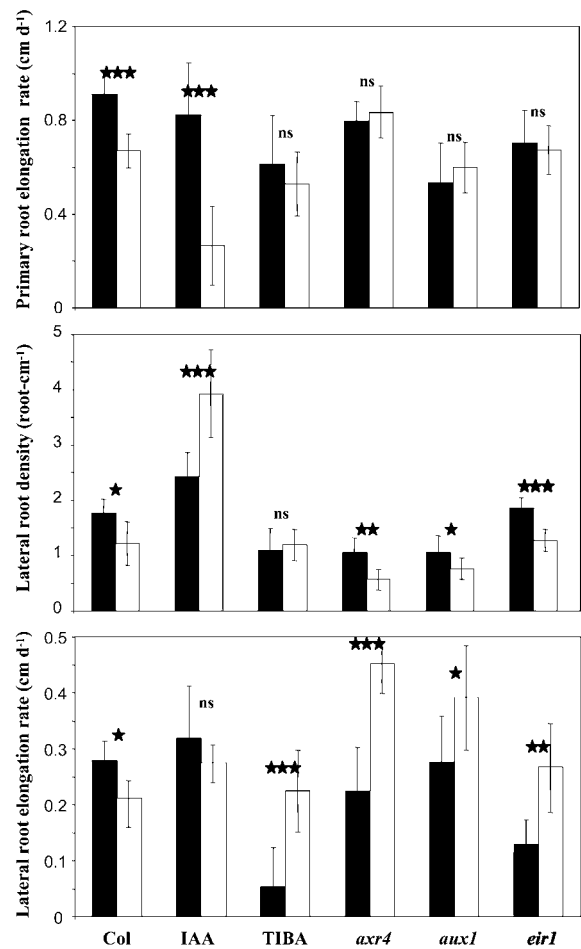 Primary root elongation rate (cm d-1)
1.2
0.8
0.4
0
★★★
★★★
ns
ns
ns
ns
Lateral root density (root-cm-1)
5
4
3
2
1
0
★
★★★
ns
★★
★
★★★
Lateral root elongation rate (cm d-1)
0.5
0.4
0.3
0.2
0.1
0
★
ns
★★★
★★★
★
★★
Col IAA TIBA axr4 aux1 eir1